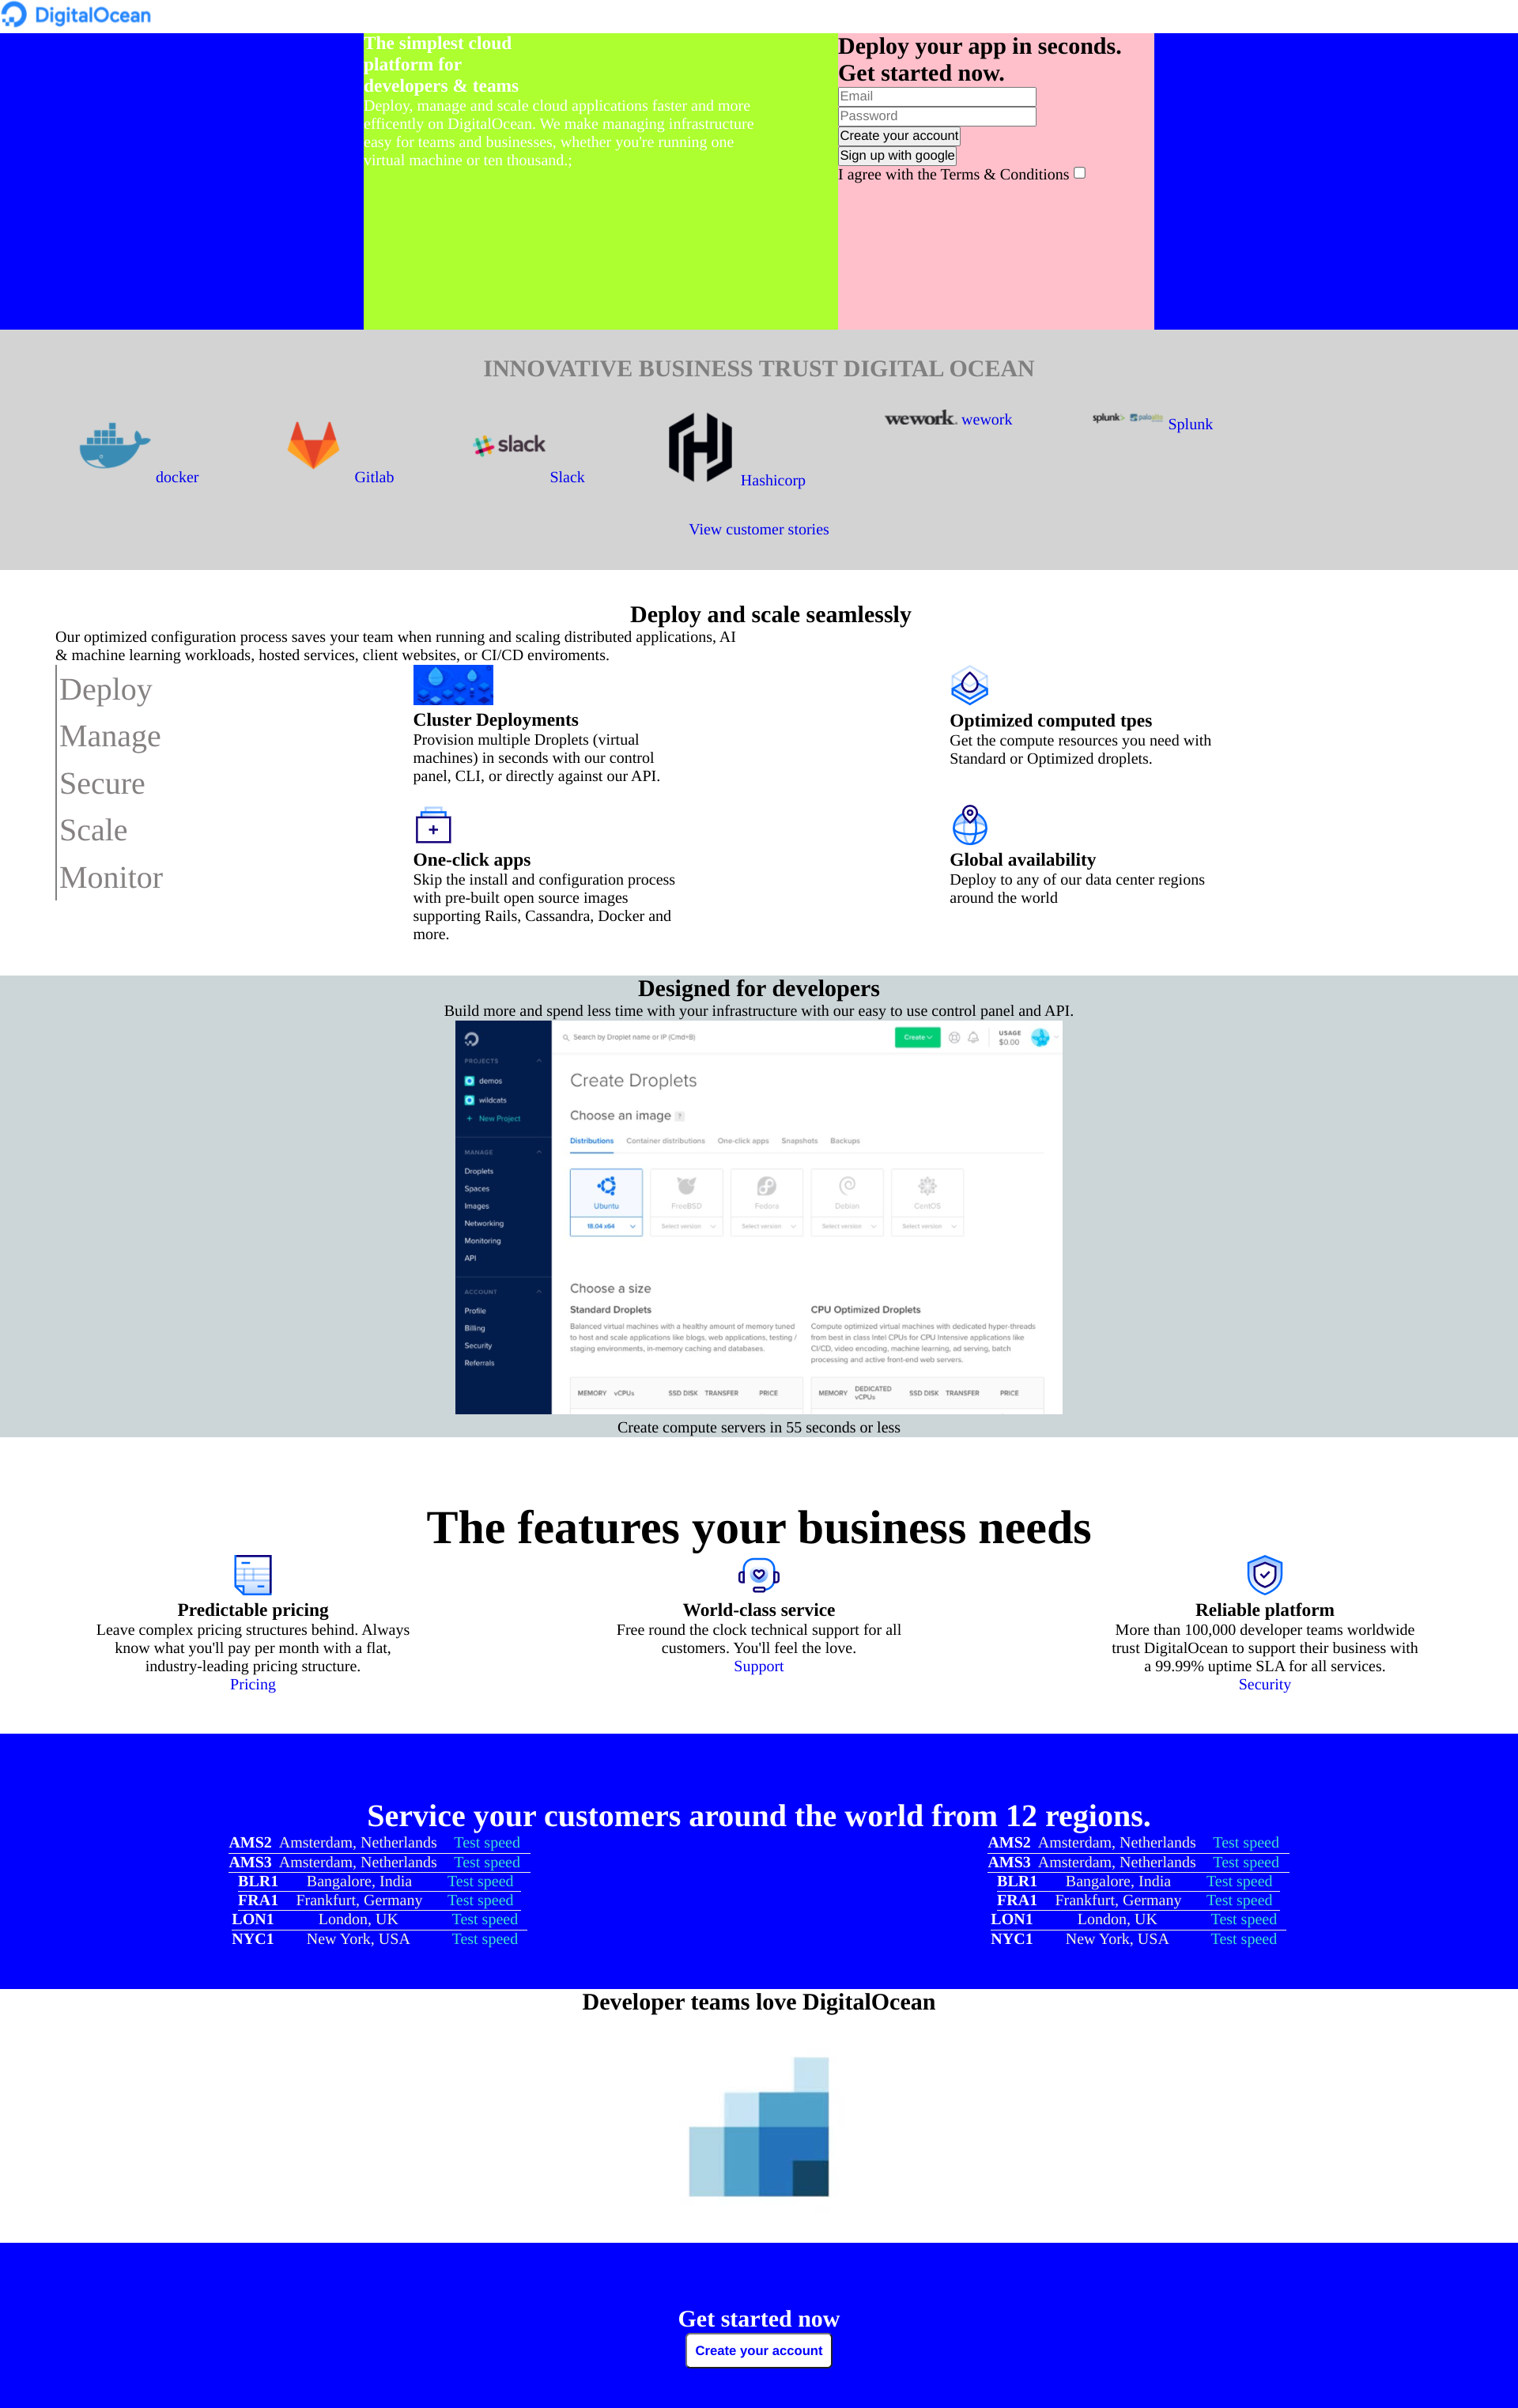 DigitalOcean
The simplest cloud
platform for
developers & teams
Deploy, manage and scale cloud applications faster and more
efficently on DigitalOcean. We make managing infrastructure
easy for teams and businesses, whether you're running one
virtual machine or ten thousand.;
Deploy your app in seconds.
Get started now.
Email
Password
Create your account
Sign up with google
I agree with the Terms & Conditions
INNOVATIVE BUSINESS TRUST DIGITAL OCEAN
docker
Gitlab
slack
Slack
Hashicorp
wework.
wework
splunk>
paloalto
Splunk
View customer stories
Deploy and scale seamlessly
Our optimized configuration process saves your team when running and scaling distributed applications, AI
& machine learning workloads, hosted services, client websites, or CI/CD enviroments.
Deploy
Manage
Secure
Scale
Monitor
Cluster Deployments
Provision multiple Droplets (virtual
machines) in seconds with our control
panel, CLI, or directly against our API.
Optimized computed tpes
Get the compute resources you need with
Standard or Optimized droplets.
One-click apps
Skip the install and configuration process
with pre-built open source images
supporting Rails, Cassandra, Docker and
more.
Global availability
Deploy to any of our data center regions
around the world
Designed for developers
Build more and spend less time with your infrastructure with our easy to use control panel and API.
Search by Droplet name or IP (Cmd+B)
Create
USAGE
$0.00
PROJECTS
demos
wildcats
+ New Project
MANAGE
Droplets
Spaces
Images
Networking
Monitoring
API
ACCOUNT
Profile
Billing
Security
Referrals
Create Droplets
Choose an image ?
Distributions Container distributions One-click apps Snapshots Backups
Ubuntu FreeBSD Fedora Debian CentOS
18.04 x64 Select version Select version Select version Select version
Choose a size
Standard Droplets
Balanced virtual machines with a healthy amount of memory tuned
to host and scale applications like blogs, web applications, testing /
staging environments, in-memory caching and databases.
MEMORY vCPUs SSD DISK TRANSFER PRICE
CPU Optimized Droplets
Compute optimized virtual machines with dedicated hyper-threads
from best in class Intel CPUs for CPU Intensive applications like
CI/CD, video encoding, machine learning, ad serving, batch
processing and active front-end web servers.
MEMORY DEDICATED vCPUs SSD DISK TRANSFER PRICE
Create compute servers in 55 seconds or less
The features your business needs
Predictable pricing
Leave complex pricing structures behind. Always
know what you'll pay per month with a flat,
industry-leading pricing structure.
Pricing
World-class service
Free round the clock technical support for all
customers. You'll feel the love.
Support
Reliable platform
More than 100,000 developer teams worldwide
trust DigitalOcean to support their business with
a 99.99% uptime SLA for all services.
Security
Service your customers around the world from 12 regions.
AMS2 Amsterdam, Netherlands Test speed
AMS3 Amsterdam, Netherlands Test speed
BLR1 Bangalore, India Test speed
FRA1 Frankfurt, Germany Test speed
LON1 London, UK Test speed
NYC1 New York, USA Test speed
AMS2 Amsterdam, Netherlands Test speed
AMS3 Amsterdam, Netherlands Test speed
BLR1 Bangalore, India Test speed
FRA1 Frankfurt, Germany Test speed
LON1 London, UK Test speed
NYC1 New York, USA Test speed
Developer teams love DigitalOcean
Get started now
Create your account